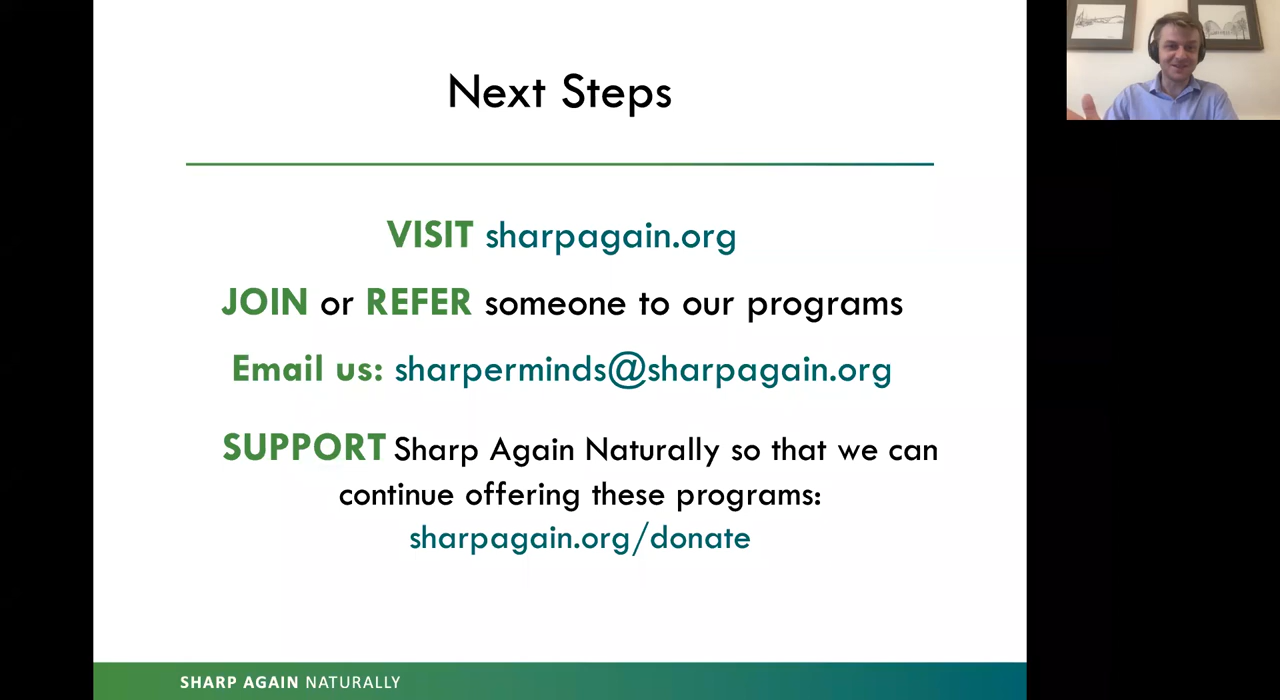 Next Steps
VISIT sharpagain.org
JOIN or REFER someone to our programs
Email us: sharperminds@sharpagain.org
SUPPORT Sharp Again Naturally so that we can
continue offering these programs:
sharpagain.org/donate
SHARP AGAIN NATURALLY